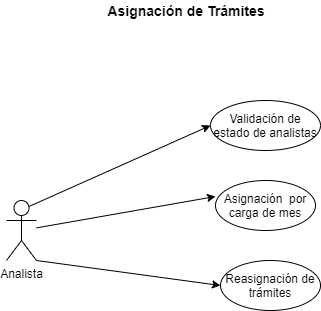 Asignación de Trámites
Validación de
estado de analistas
Asignación por
carga de mes
Analista
Reasignación de
trámites